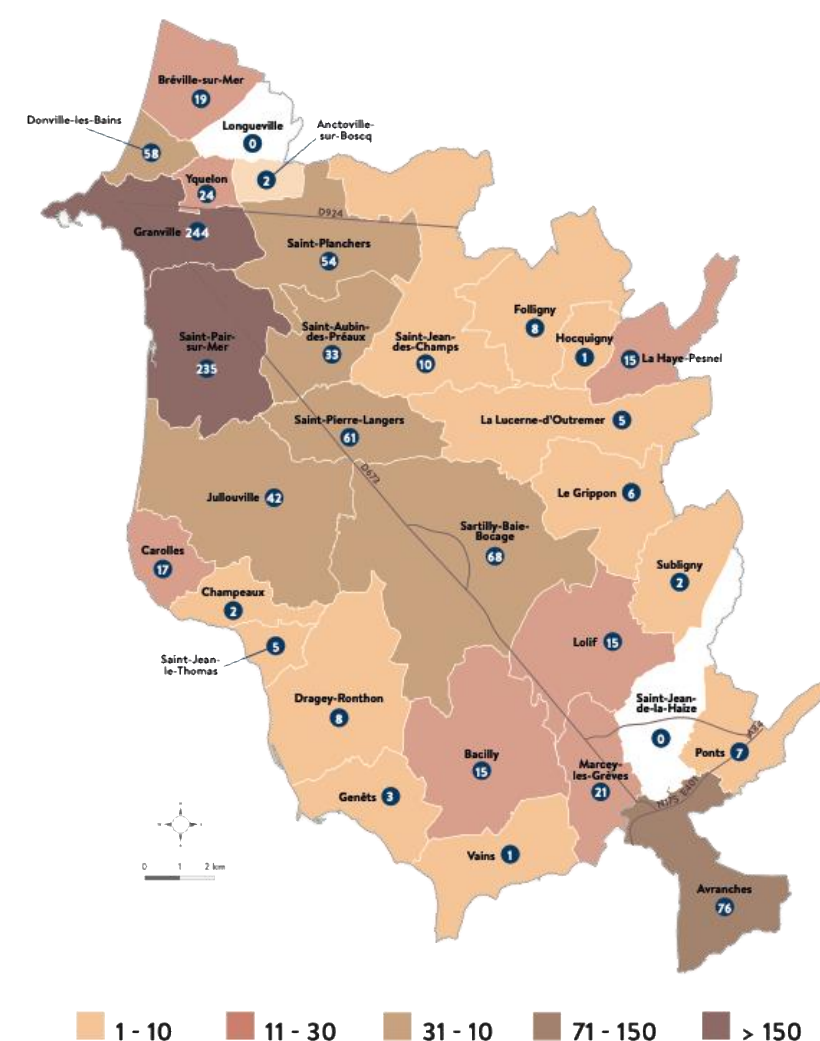 Bréville-sur-Mer
19
Donville-les-Bains
58
Longueville
0
Anctoville-
sur-Boscq
2
Yquelon
24
D924
Granville 244
Saint-Planchers
54
Saint-Pair-
sur-Mer
235
Saint-Aubin-
des-Préaux
33
Saint-Jean-
des-Champs
10
Folligny
8
Hocquigny
1
15 La Haye-Pesnel
Saint-Pierre-Langers
61
La Lucerne-d'Outremer 5
D673
Jullouville 42
Le Grippon 6
Sartilly-Baie-
Bocage
68
Carolles
17
Champeaux
2
Subligny
2
5
Saint-Jean-
le-Thomas
Lolif 15
Dragey-Ronthon
8
Saint-Jean-
de-la-Haize
0
Bacilly
15
Marcey-
les-Grèves
21
Ponts 7
A84
N175 E401
Genêts 3
Vains 1
Avranches
76
0 1 2 km
1 - 10
11 - 30
31 - 10
71 - 150
> 150